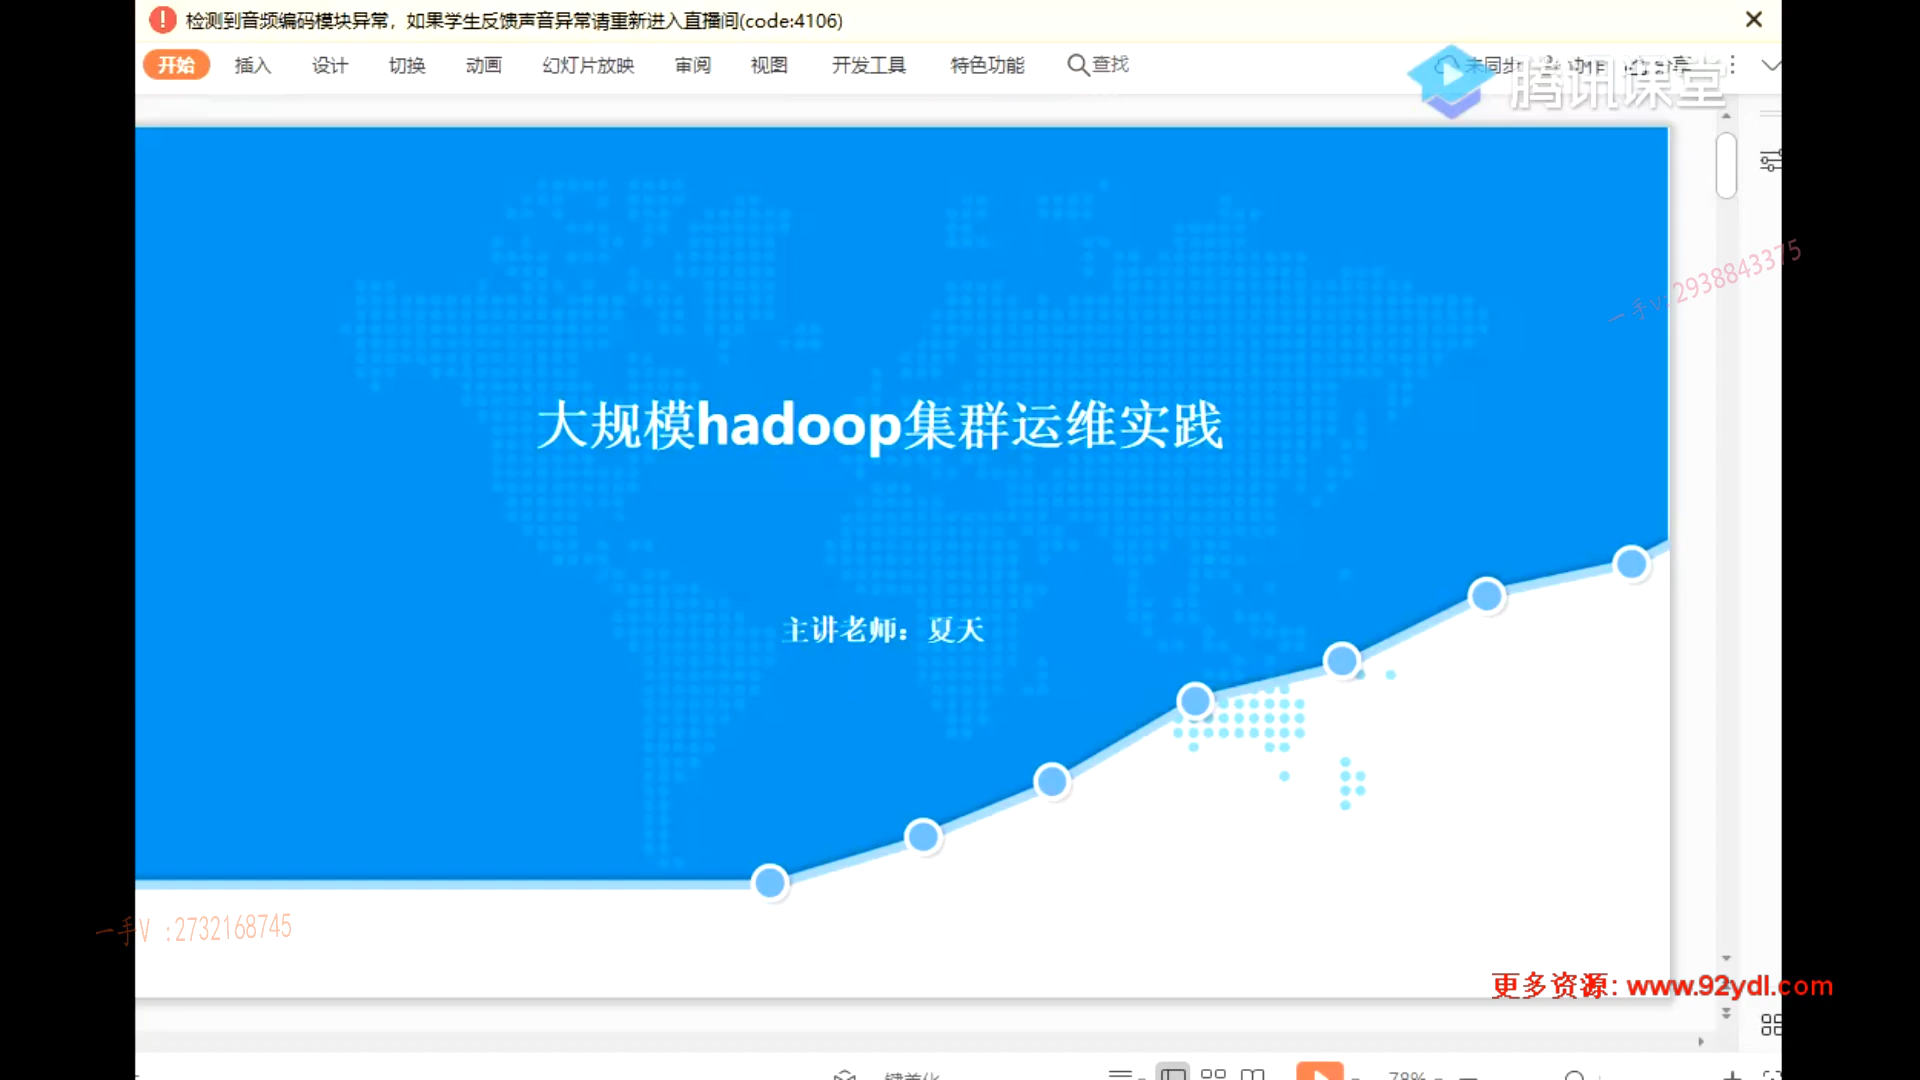 检测到音频编码模块异常，如果学生反馈声音异常请重新进入直播间(code:4106)
开始 插入 设计 切换 动画 幻灯片放映 审阅 视图 开发工具 特色功能 查找 未同步
腾讯课堂
一手V:2938843375
大规模hadoop集群运维实践
主讲老师：夏天
一手V :2732168745
更多资源: www.92ydl.com
78%